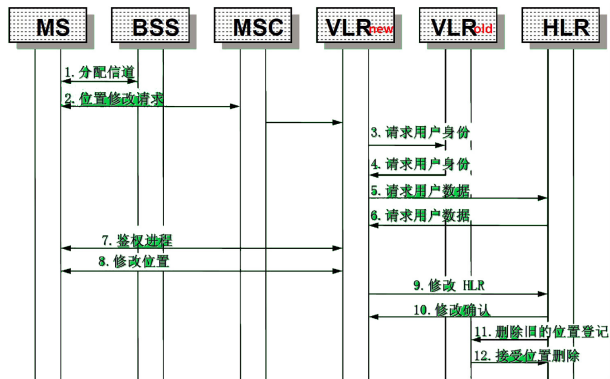 MS BSS MSC VLRnew VLRold HLR
1.分配信道
2.位置修改请求
3.请求用户身份
4.请求用户身份
5.请求用户数据
6.请求用户数据
7.鉴权进程
8.修改位置
9.修改 HLR
10.修改确认
11.删除旧的位置登记
12.接受位置删除